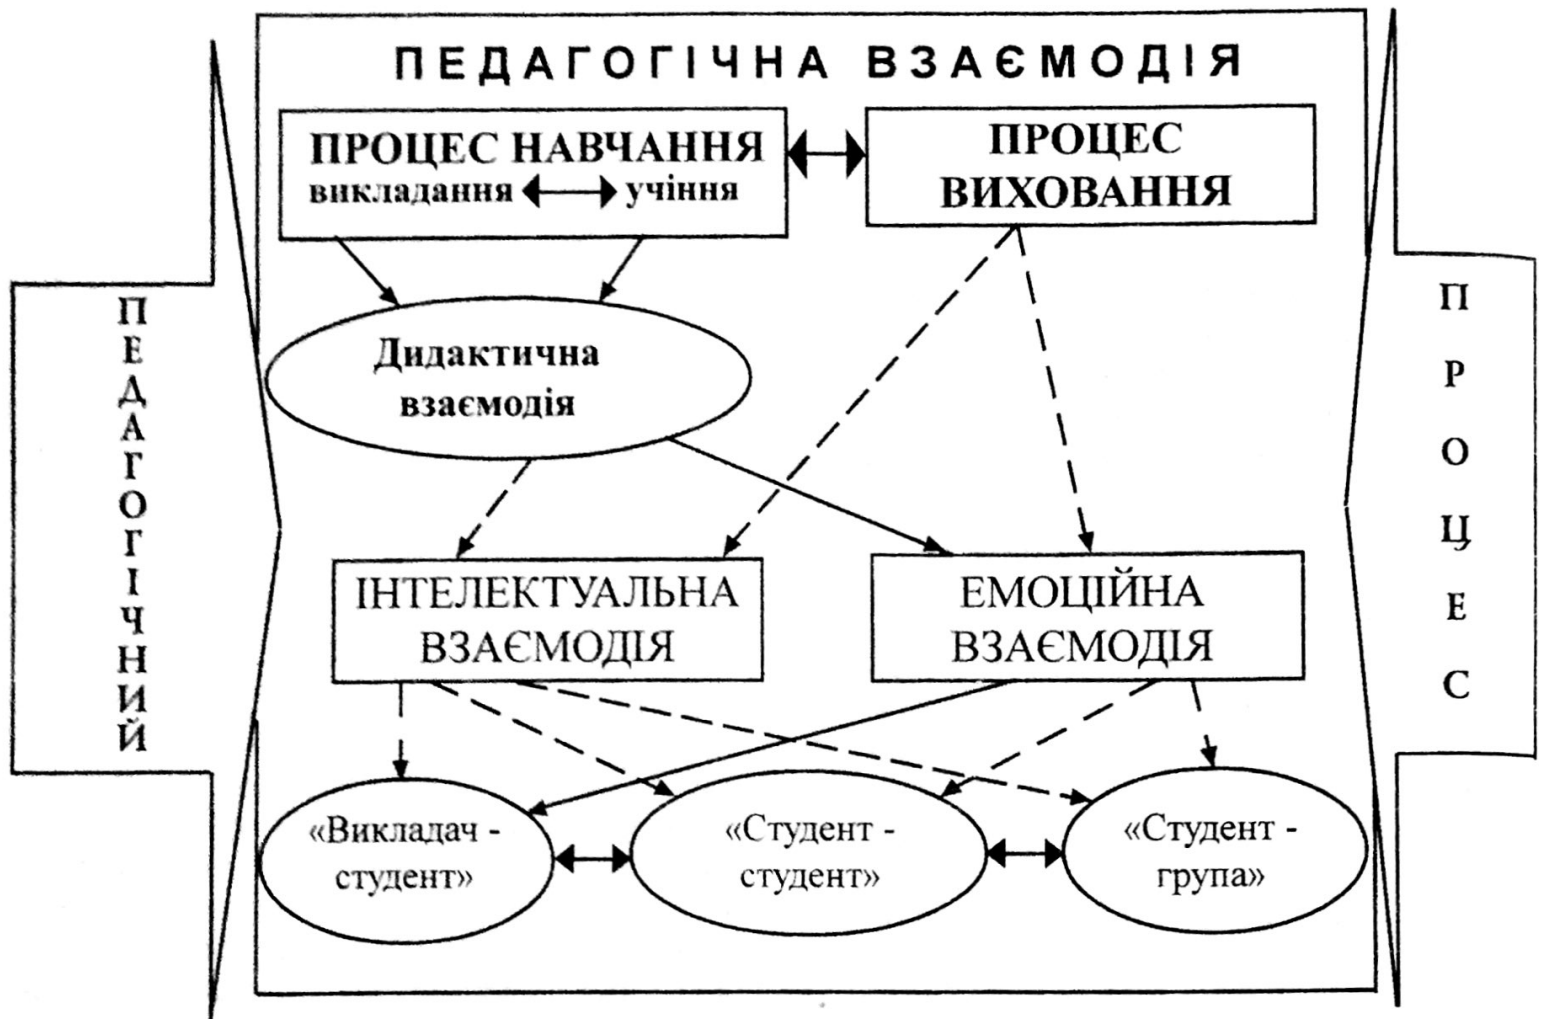 ПЕДАГОГІЧНА ВЗАЄМОДІЯ
ПРОЦЕС НАВЧАННЯ
викладання учіння
ПРОЦЕС
ВИХОВАННЯ
ПЕДАГОГІЧНИЙ
Дидактична
взаємодія
ІНТЕЛЕКТУАЛЬНА
ВЗАЄМОДІЯ
ЕМОЦІЙНА
ВЗАЄМОДІЯ
«Викладач -
студент»
«Студент -
студент»
«Студент -
група»
ПРОЦЕС